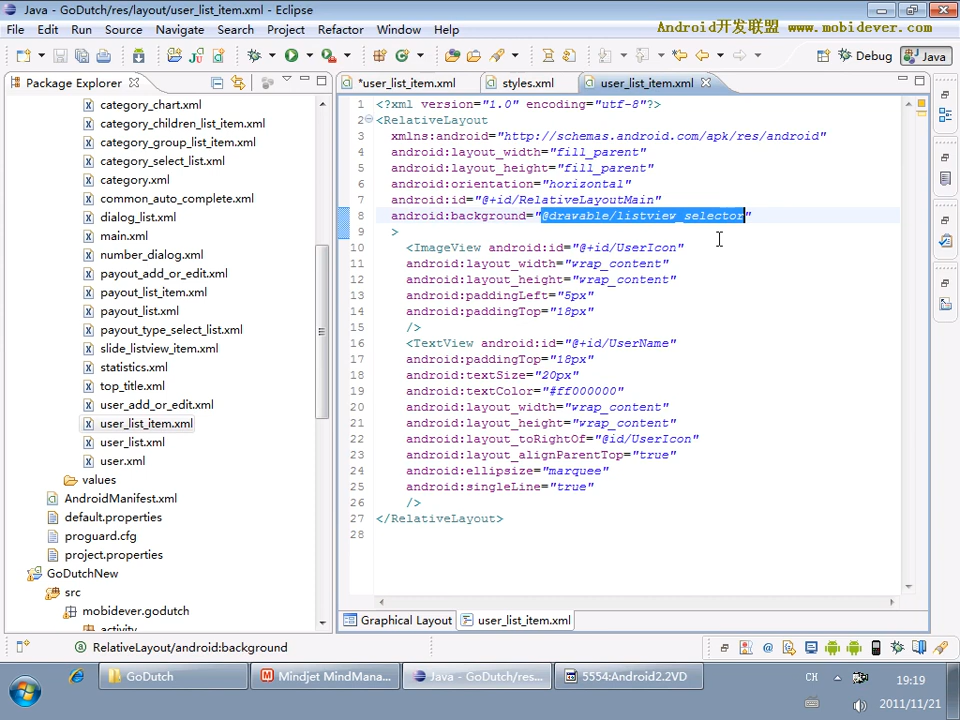 Java - GoDutch/res/layout/user_list_item.xml - Eclipse
File Edit Run Source Navigate Search Project Refactor Window Help
Android开发联盟 www.mobidever.com
Debug Java
Package Explorer
*user_list_item.xml styles.xml user_list_item.xml
category_chart.xml
category_children_list_item.xml
category_group_list_item.xml
category_select_list.xml
category.xml
common_auto_complete.xml
dialog_list.xml
main.xml
number_dialog.xml
payout_add_or_edit.xml
payout_list_item.xml
payout_list.xml
payout_type_select_list.xml
slide_listview_item.xml
statistics.xml
top_title.xml
user_add_or_edit.xml
user_list_item.xml
user_list.xml
user.xml
values
AndroidManifest.xml
default.properties
proguard.cfg
project.properties
GoDutchNew
src
mobidever.godutch
activity
1 <?xml version="1.0" encoding="utf-8"?>
2 <RelativeLayout
3 xmlns:android="http://schemas.android.com/apk/res/android"
4 android:layout_width="fill_parent"
5 android:layout_height="fill_parent"
6 android:orientation="horizontal"
7 android:id="@+id/RelativeLayoutMain"
8 android:background="@drawable/listview_selector"
9 >
10 <ImageView android:id="@+id/UserIcon"
11 android:layout_width="wrap_content"
12 android:layout_height="wrap_content"
13 android:paddingLeft="5px"
14 android:paddingTop="18px"
15 />
16 <TextView android:id="@+id/UserName"
17 android:paddingTop="18px"
18 android:textSize="20px"
19 android:textColor="#ff000000"
20 android:layout_width="wrap_content"
21 android:layout_height="wrap_content"
22 android:layout_toRightOf="@id/UserIcon"
23 android:layout_alignParentTop="true"
24 android:ellipsize="marquee"
25 android:singleLine="true"
26 />
27 </RelativeLayout>
28
Graphical Layout user_list_item.xml
RelativeLayout/android:background
GoDutch Mindjet MindMana... Java - GoDutch/res... 5554:Android2.2VD
CH
19:19
2011/11/21